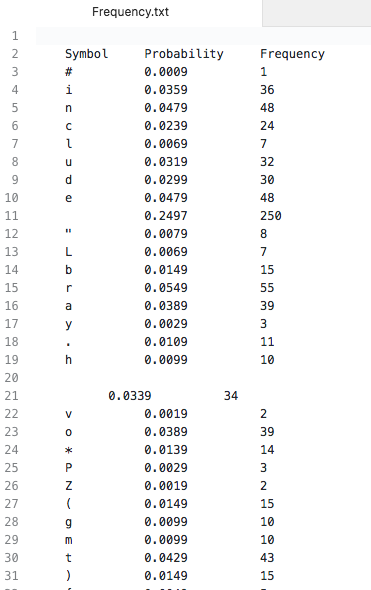 Frequency.txt
1
2 Symbol Probability Frequency
3 # 0.0009 1
4 i 0.0359 36
5 n 0.0479 48
6 c 0.0239 24
7 l 0.0069 7
8 u 0.0319 32
9 d 0.0299 30
10 e 0.0479 48
11 0.2497 250
12 " 0.0079 8
13 L 0.0069 7
14 b 0.0149 15
15 r 0.0549 55
16 a 0.0389 39
17 y 0.0029 3
18 . 0.0109 11
19 h 0.0099 10
20
21 0.0339 34
22 v 0.0019 2
23 o 0.0389 39
24 * 0.0139 14
25 P 0.0029 3
26 Z 0.0019 2
27 ( 0.0149 15
28 g 0.0099 10
29 m 0.0099 10
30 t 0.0429 43
31 ) 0.0149 15